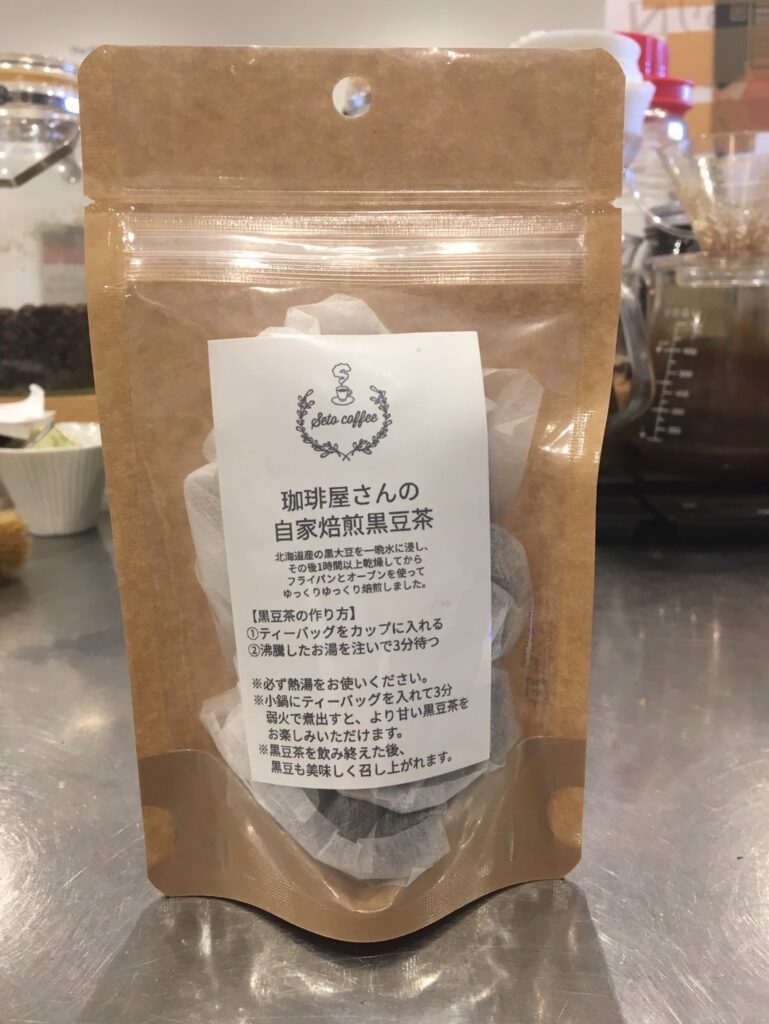 Seto coffee
珈琲屋さんの
自家焙煎黒豆茶
北海道産の黒大豆を一晩水に浸し、
その後1時間以上乾燥してから
フライパンとオーブンを使って
ゆっくりゆっくり焙煎しました。
【黒豆茶の作り方】
①ティーバッグをカップに入れる
②沸騰したお湯を注いで3分待つ
※必ず熱湯をお使いください。
※小鍋にティーバッグを入れて3分
弱火で煮出すと、より甘い黒豆茶を
お楽しみいただけます。
※黒豆茶を飲み終えた後、
黒豆も美味しく召し上がれます。